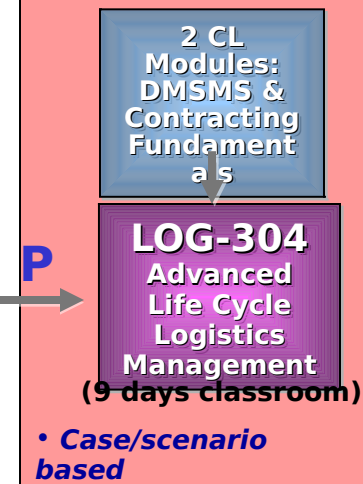 2 CL
Modules:
DMSMS &
Contracting
Fundament
als
P
LOG-304
Advanced
Life Cycle
Logistics
Management
(9 days classroom)
• Case/scenario
based